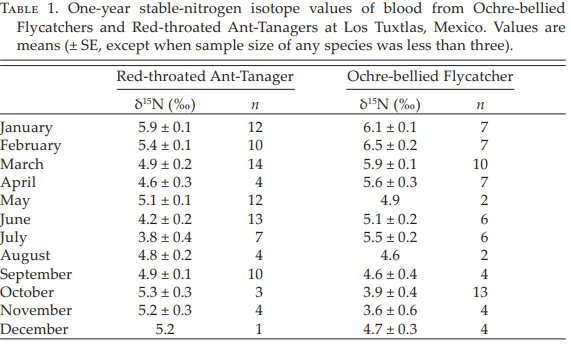 TABLE 1. One-year stable-nitrogen isotope values of blood from Ochre-bellied
Flycatchers and Red-throated Ant-Tanagers at Los Tuxtlas, Mexico. Values are
means (± SE, except when sample size of any species was less than three).
Red-throated Ant-Tanager Ochre-bellied Flycatcher
δ15N (‰) n δ15N (‰) n
January 5.9 ± 0.1 12 6.1 ± 0.1 7
February 5.4 ± 0.1 10 6.5 ± 0.2 7
March 4.9 ± 0.2 14 5.9 ± 0.1 10
April 4.6 ± 0.3 4 5.6 ± 0.3 7
May 5.1 ± 0.1 12 4.9 2
June 4.2 ± 0.2 13 5.1 ± 0.2 6
July 3.8 ± 0.4 7 5.5 ± 0.2 6
August 4.8 ± 0.2 4 4.6 2
September 4.9 ± 0.1 10 4.6 ± 0.4 4
October 5.3 ± 0.3 3 3.9 ± 0.4 13
November 5.2 ± 0.3 4 3.6 ± 0.6 4
December 5.2 1 4.7 ± 0.3 4